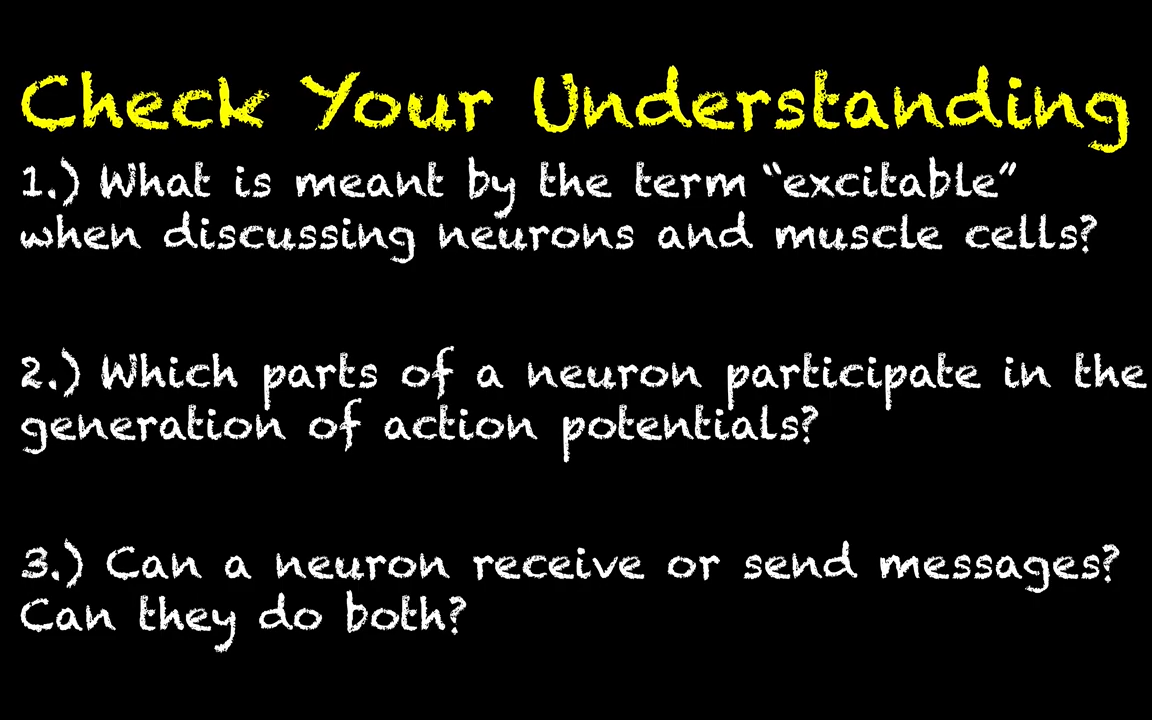 Check Your Understanding
1.) What is meant by the term “excitable”
when discussing neurons and muscle cells?
2.) Which parts of a neuron participate in the
generation of action potentials?
3.) Can a neuron receive or send messages?
Can they do both?